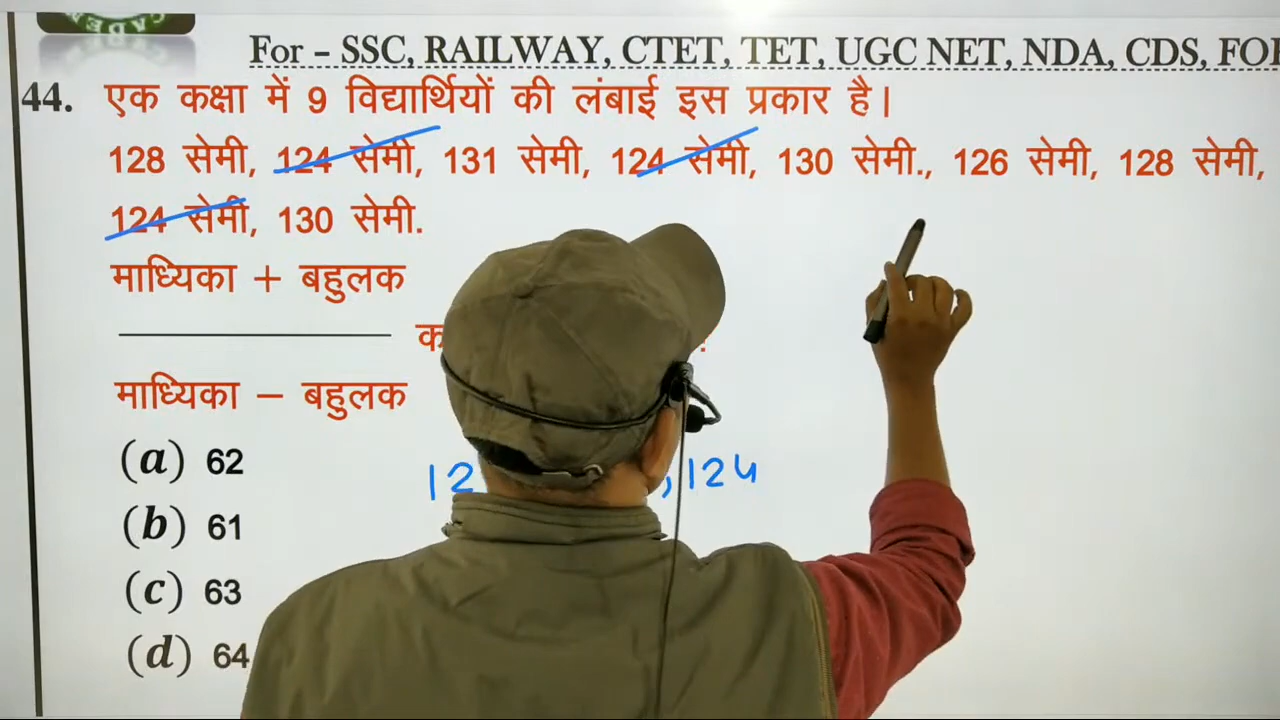 For – SSC, RAILWAY, CTET, TET, UGC NET, NDA, CDS,
44. एक कक्षा में 9 विद्यार्थियों की लंबाई इस प्रकार है।
128 सेमी, 124 सेमी, 131 सेमी, 124 सेमी, 130 सेमी., 126 सेमी, 128 सेमी,
124 सेमी, 130 सेमी.
माध्यिका + बहुलक
माध्यिका – बहुलक
(a) 62
, 124
(b) 61
(c) 63
(d) 64